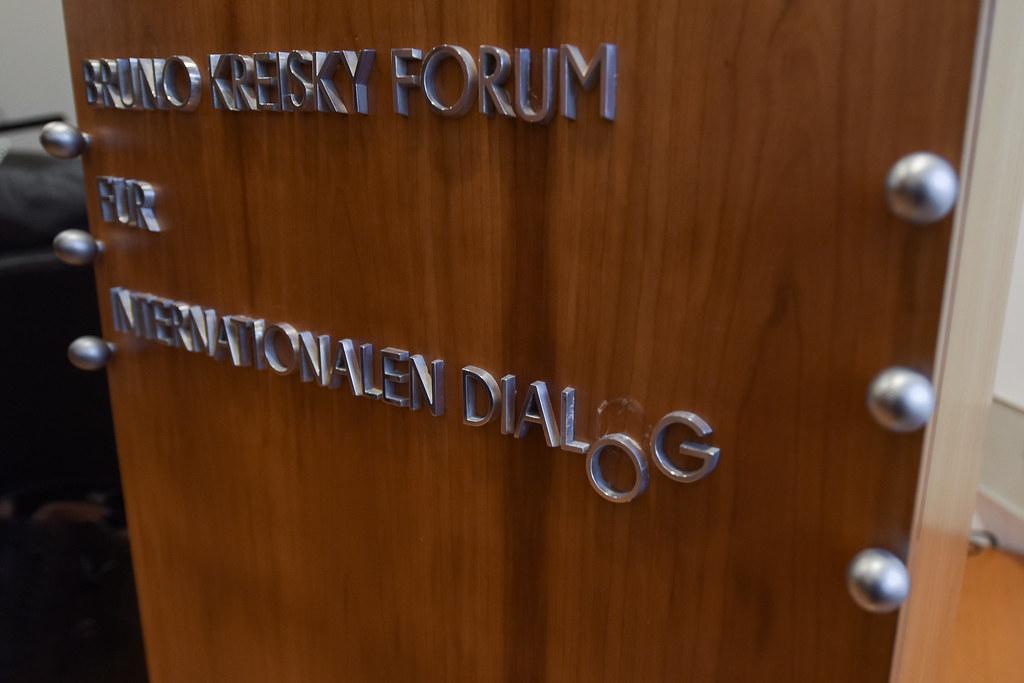 BRUNO KREISKY FORUM
FÜR
INTERNATIONALEN DIALOG